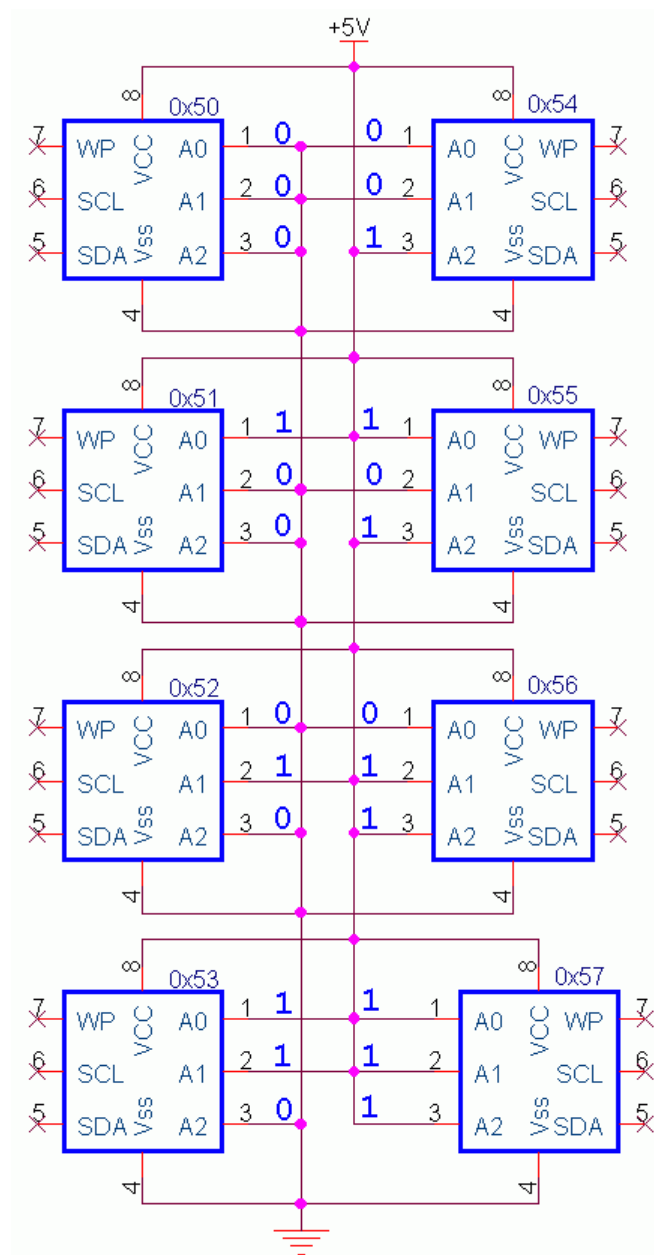 +5V
8 0x50 8 0x54
7 WP VCC A0 1 0 0 1 A0 VCC WP 7
6 SCL A1 2 0 0 2 A1 SCL 6
5 SDA Vss A2 3 0 1 3 A2 Vss SDA 5
4 4
8 0x51 8 0x55
7 WP VCC A0 1 1 1 1 A0 VCC WP 7
6 SCL A1 2 0 0 2 A1 SCL 6
5 SDA Vss A2 3 0 1 3 A2 Vss SDA 5
4 4
8 0x52 8 0x56
7 WP VCC A0 1 0 0 1 A0 VCC WP 7
6 SCL A1 2 1 1 2 A1 SCL 6
5 SDA Vss A2 3 0 1 3 A2 Vss SDA 5
4 4
8 0x53 8 0x57
7 WP VCC A0 1 1 1 1 A0 VCC WP 7
6 SCL A1 2 1 1 2 A1 SCL 6
5 SDA Vss A2 3 0 1 3 A2 Vss SDA 5
4 4